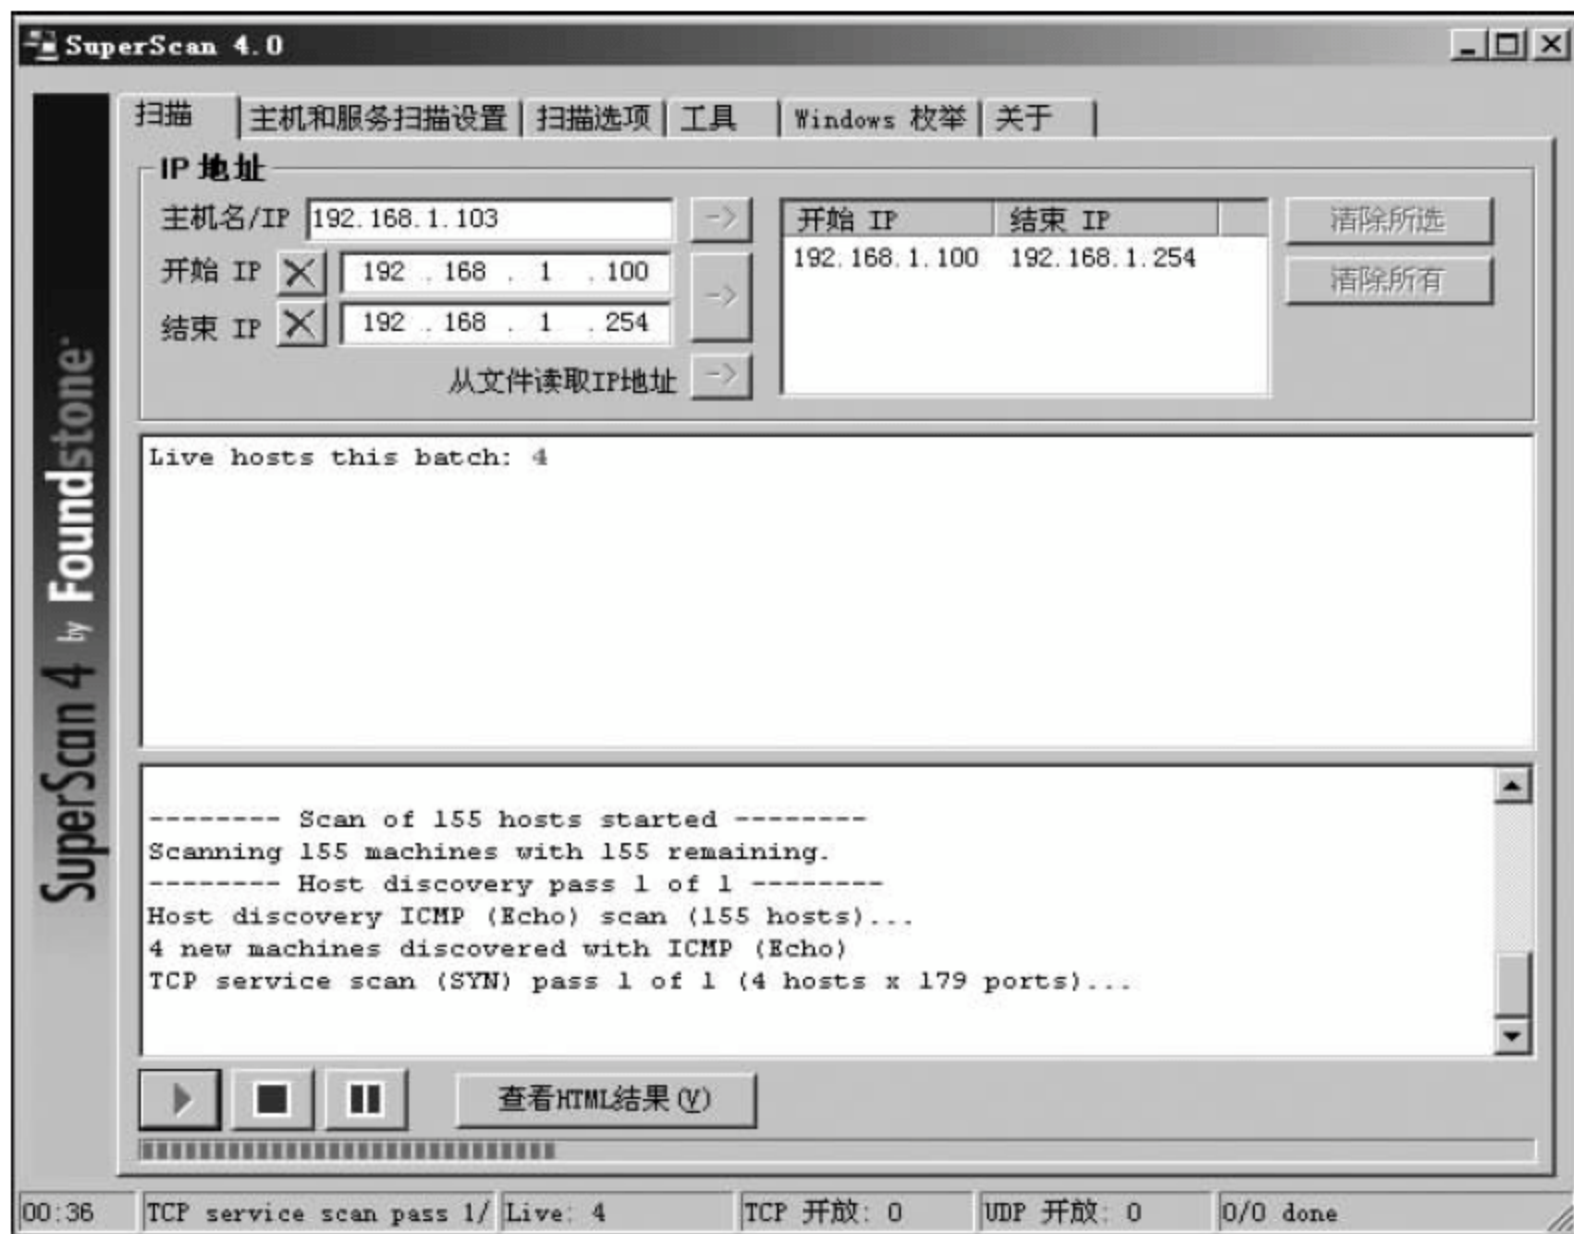 SuperScan 4.0
扫描 主机和服务扫描设置 扫描选项 工具 Windows 枚举 关于
IP 地址
主机名/IP 192.168.1.103 -> 开始 IP 结束 IP 清除所选
开始 IP 192 . 168 . 1 . 100 -> 192.168.1.100 192.168.1.254 清除所有
结束 IP 192 . 168 . 1 . 254
从文件读取IP地址 ->
Live hosts this batch: 4
SuperScan 4 by Foundstone
-------- Scan of 155 hosts started --------
Scanning 155 machines with 155 remaining.
-------- Host discovery pass 1 of 1 --------
Host discovery ICMP (Echo) scan (155 hosts)...
4 new machines discovered with ICMP (Echo)
TCP service scan (SYN) pass 1 of 1 (4 hosts x 179 ports)...
查看HTML结果(V)
00:36 TCP service scan pass 1/ Live: 4 TCP 开放: 0 UDP 开放: 0 0/0 done